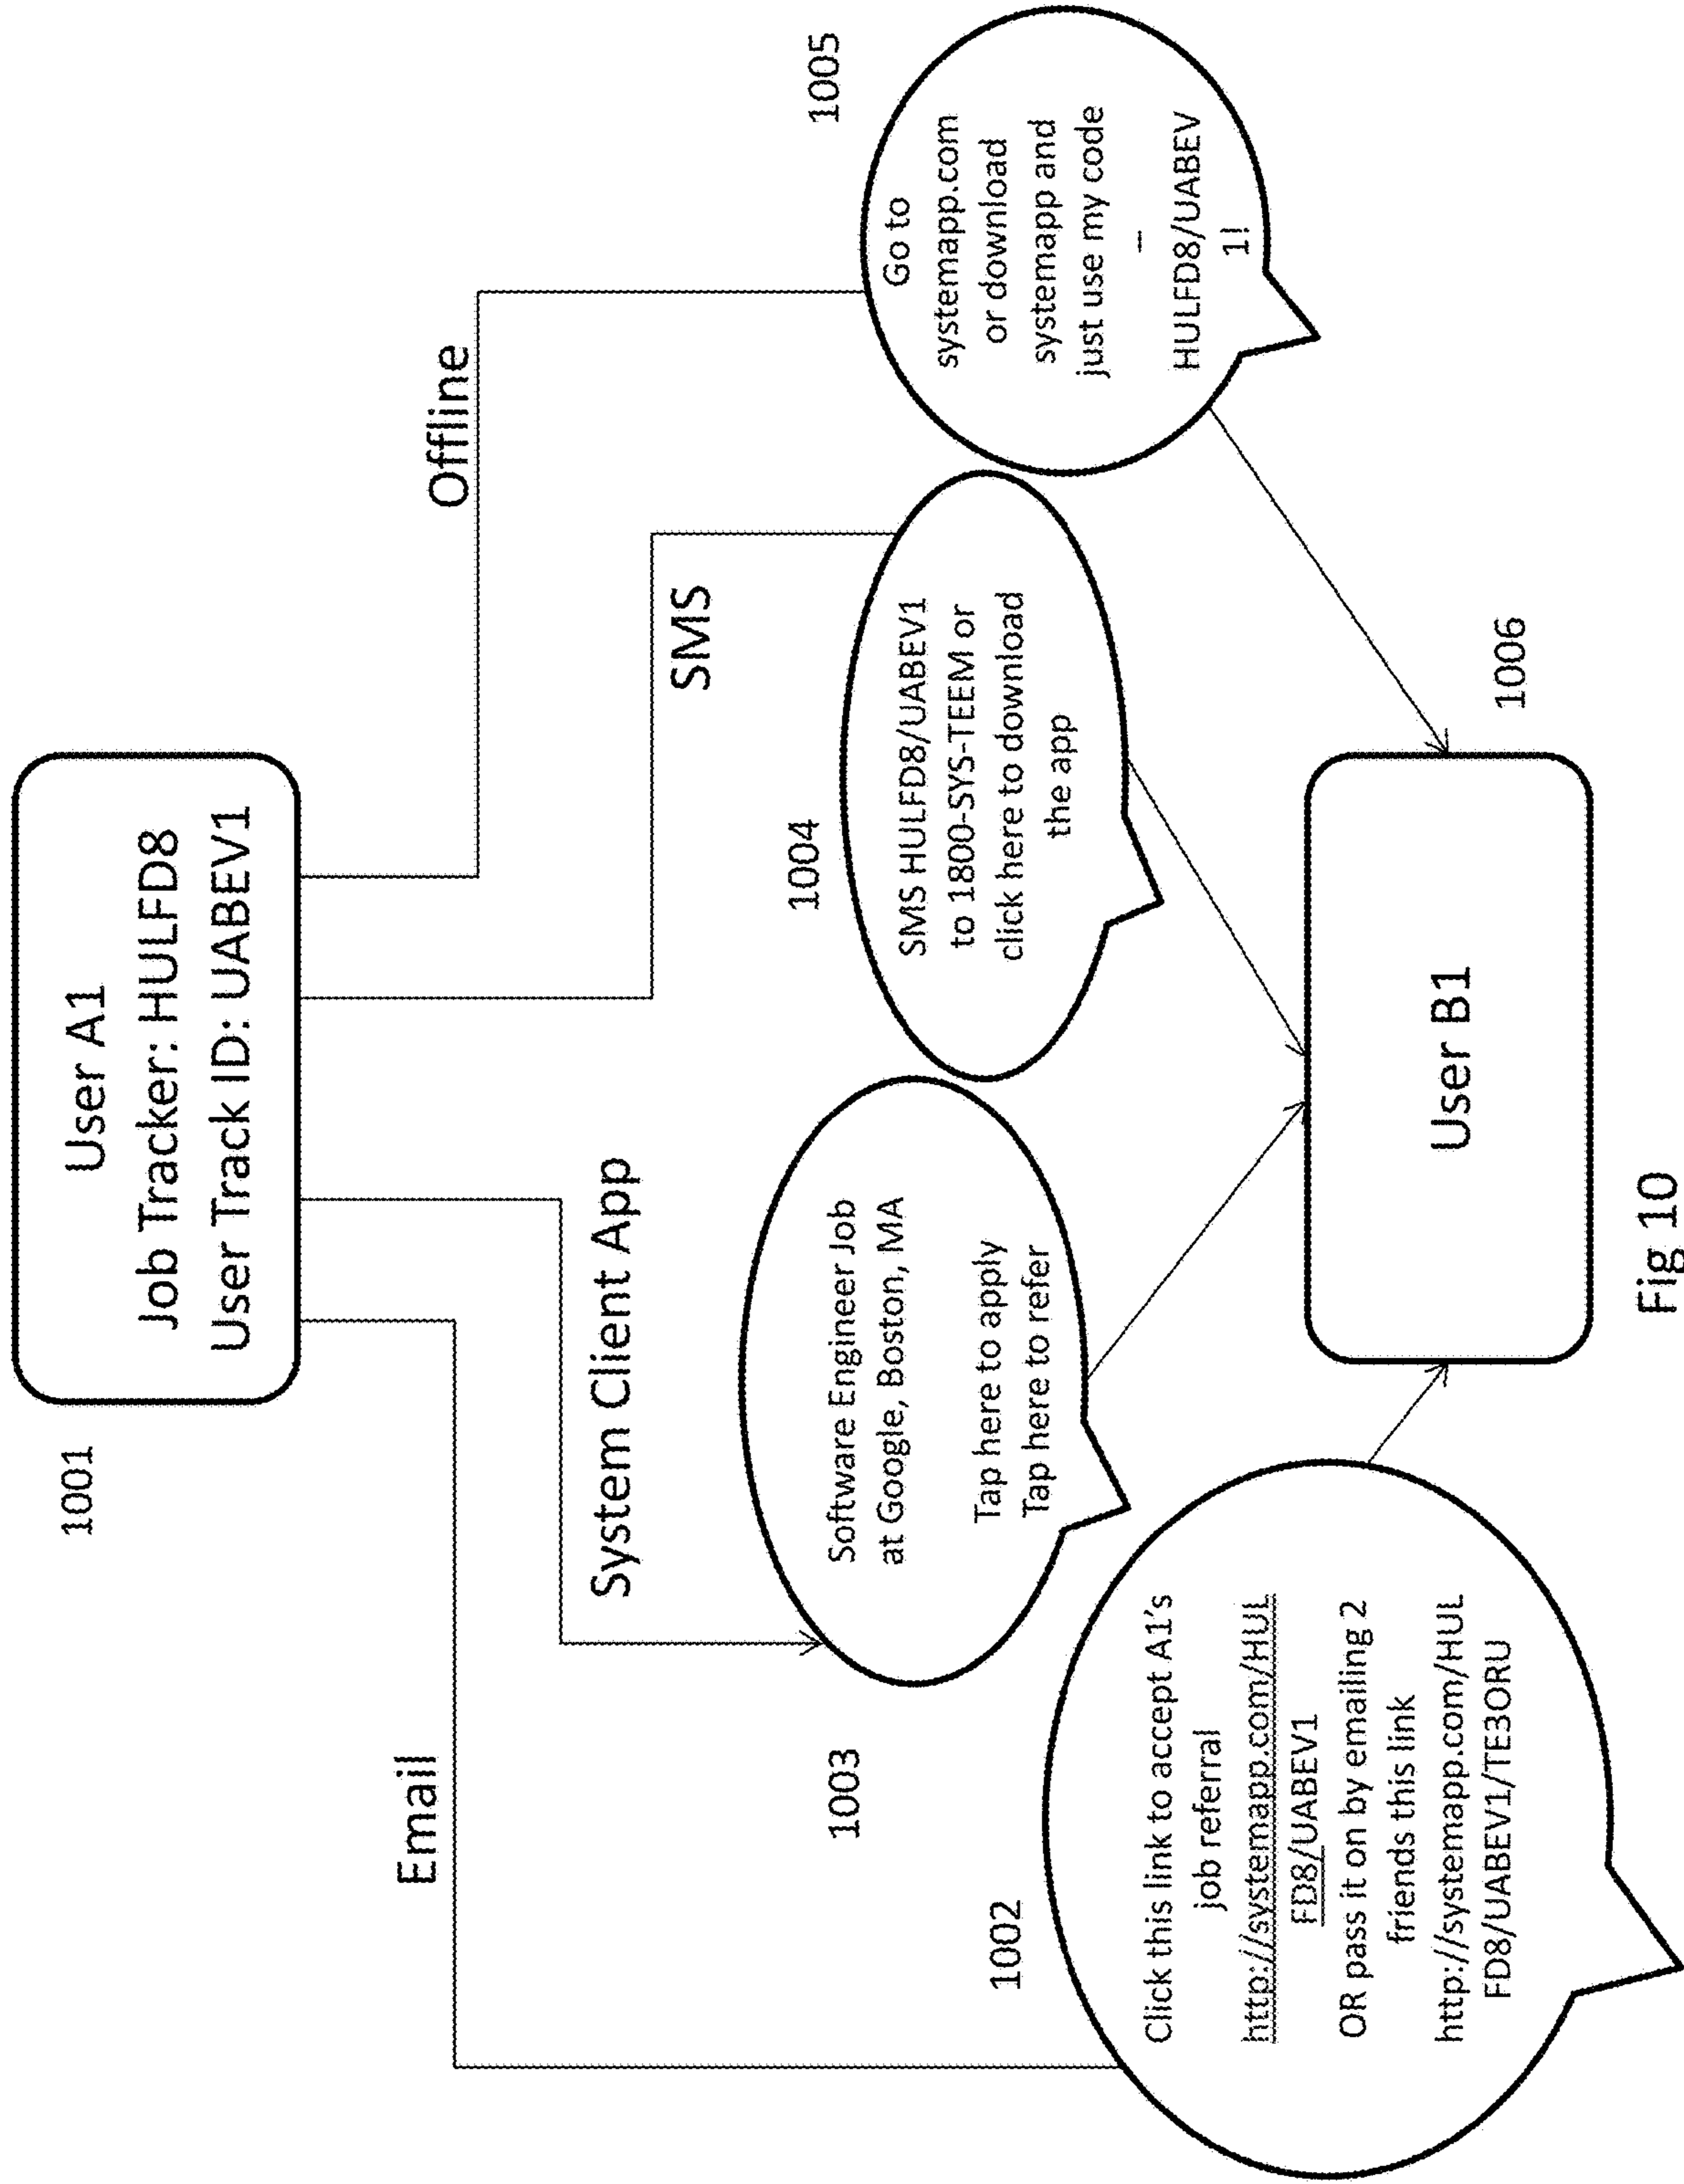 1001
User A1
Job Tracker: HULFD8
User Track ID: UABEV1
Email
System Client App
SMS
Offline
1002
Click this link to accept A1's
job referral
http://systemapp.com/HUL
FD8/UABEV1
OR pass it on by emailing 2
friends this link
http://systemapp.com/HUL
FD8/UABEV1/TE3ORU
1003
Software Engineer Job
at Google, Boston, MA
Tap here to apply
Tap here to refer
1004
SMS HULFD8/UABEV1
to 1800-SYS-TEEM or
click here to download
the app
1005
Go to
systemapp.com
or download
systemapp and
just use my code
–
HULFD8/UABEV
1!
User B1
1006
Fig 10